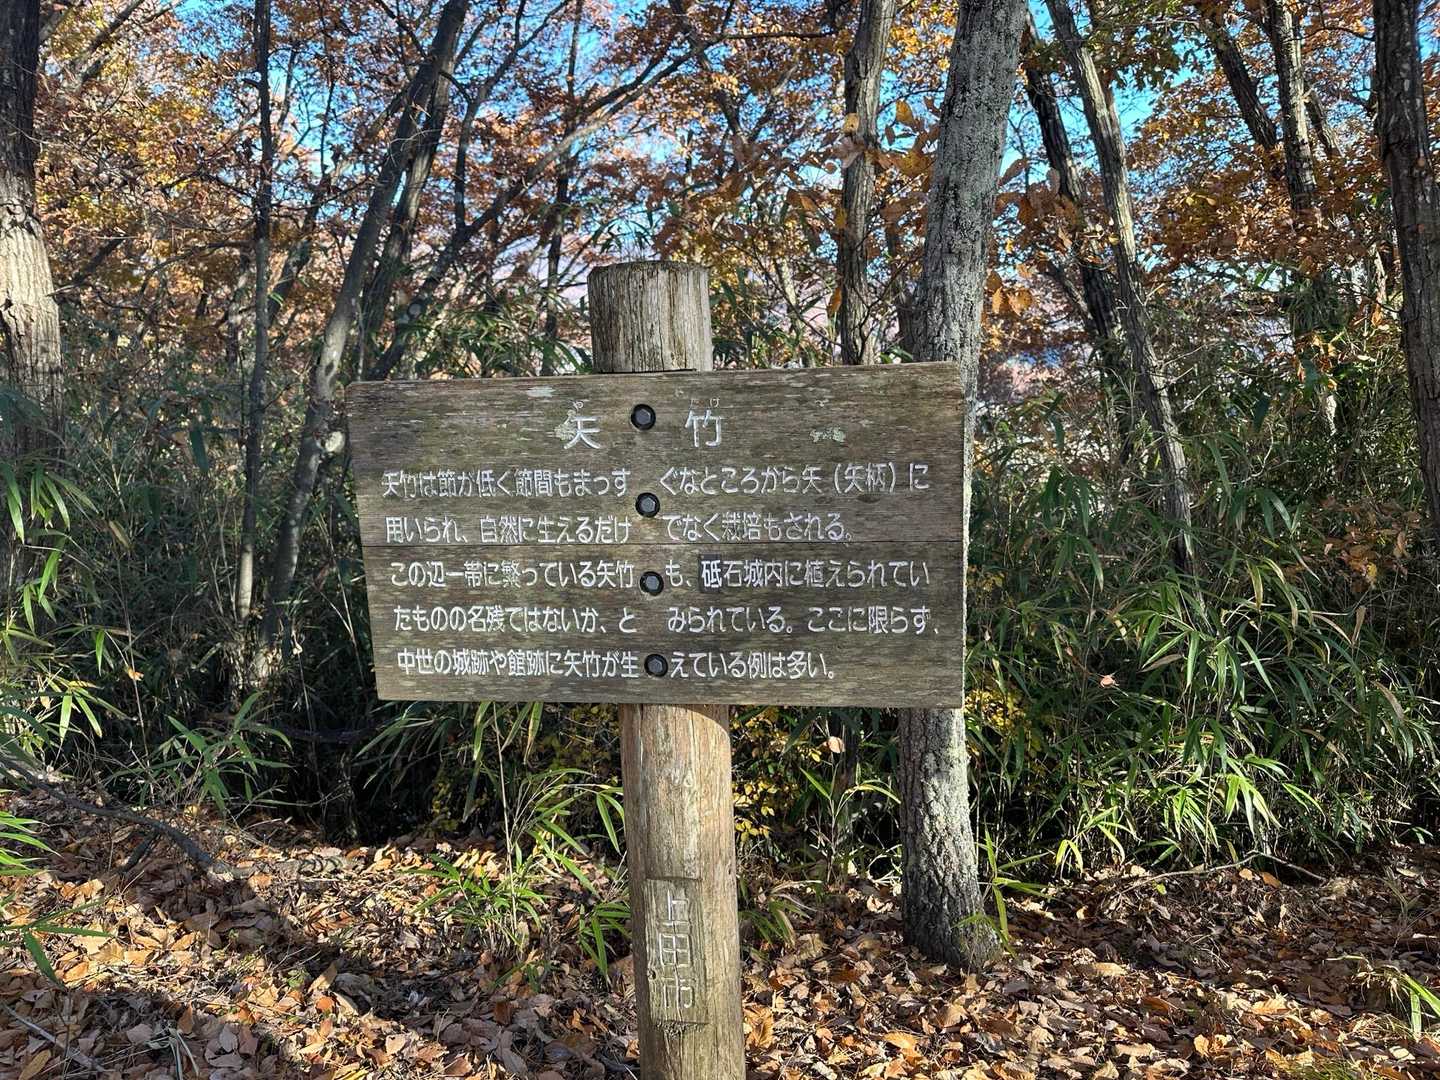 や だけ
矢竹
矢竹は節が低く節間もまっすぐなところから矢（矢柄）に
用いられ、自然に生えるだけでなく栽培もされる。
この辺一帯に繁っている矢竹も、砥石城内に植えられてい
たものの名残ではないか、とみられている。ここに限らず、
中世の城跡や館跡に矢竹が生えている例は多い。
上田市